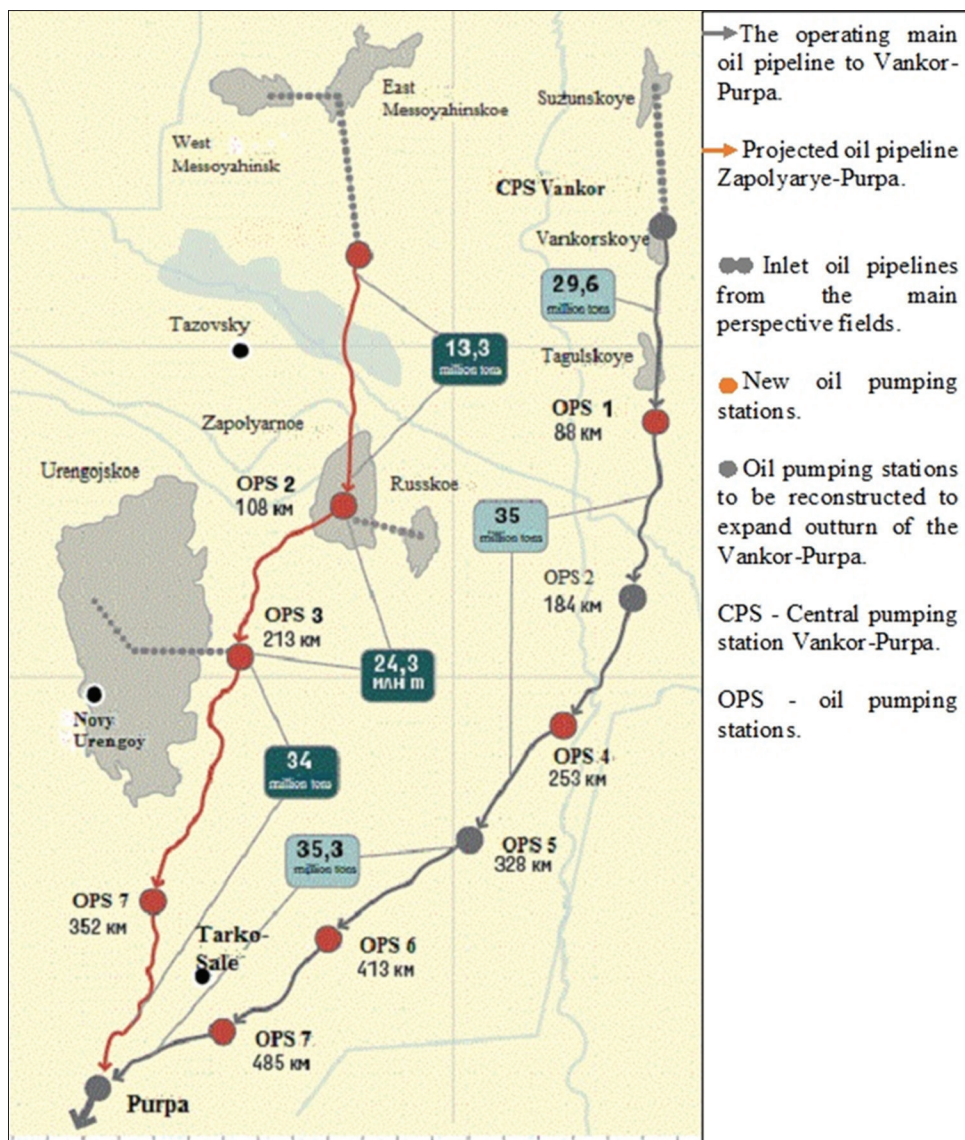 East
Messoyahinskoe
Suzunskoye
West
Messoyahinsk
CPS Vankor
Vankorskoye
29,6
million tons
Tazovsky
13,3
million tons
Tagulskoye
OPS 1
88 КМ
Zapolyarnoe
Urengojskoe
OPS 2
108 КМ
Russkoe
35
million tons
OPS 2
184 КМ
OPS 3
213 КМ
24,3
МЛН Т
Novy
Urengoy
34
million tons
OPS 4
253 КМ
35,3
million tons
OPS 5
328 КМ
OPS 7
352 КМ
Tarko-
Sale
OPS 6
413 КМ
OPS 7
485 КМ
Purpa
The operating main
oil pipeline to Vankor-
Purpa.
Projected oil pipeline
Zapolyarye-Purpa.
Inlet oil pipelines
from the main
perspective fields.
New oil pumping
stations.
Oil pumping stations
to be reconstructed to
expand outturn of the
Vankor-Purpa.
CPS - Central pumping
station Vankor-Purpa.
OPS - oil pumping
stations.